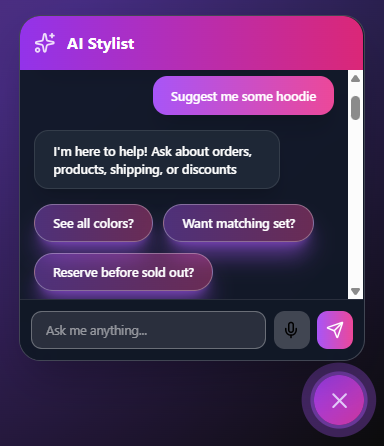 AI Stylist
Suggest me some hoodie
I'm here to help! Ask about orders,
products, shipping, or discounts
See all colors?
Want matching set?
Reserve before sold out?
Ask me anything...